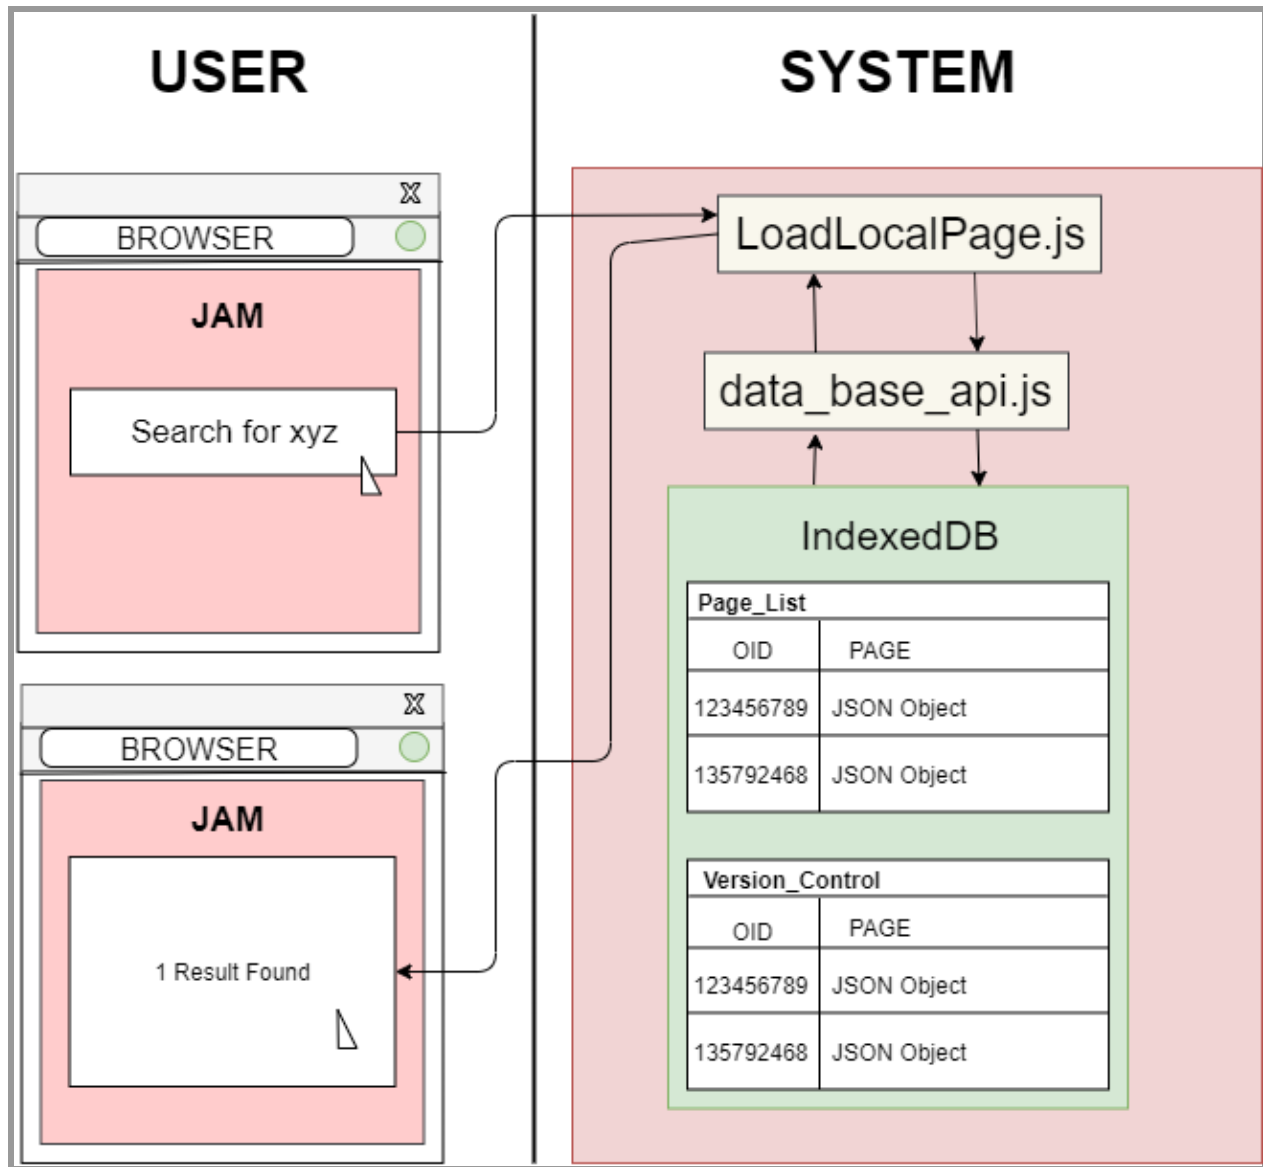 USER
X
BROWSER
JAM
Search for xyz
X
BROWSER
JAM
1 Result Found
SYSTEM
LoadLocalPage.js
data_base_api.js
IndexedDB
Page_List
OID PAGE
123456789 JSON Object
135792468 JSON Object
Version_Control
OID PAGE
123456789 JSON Object
135792468 JSON Object